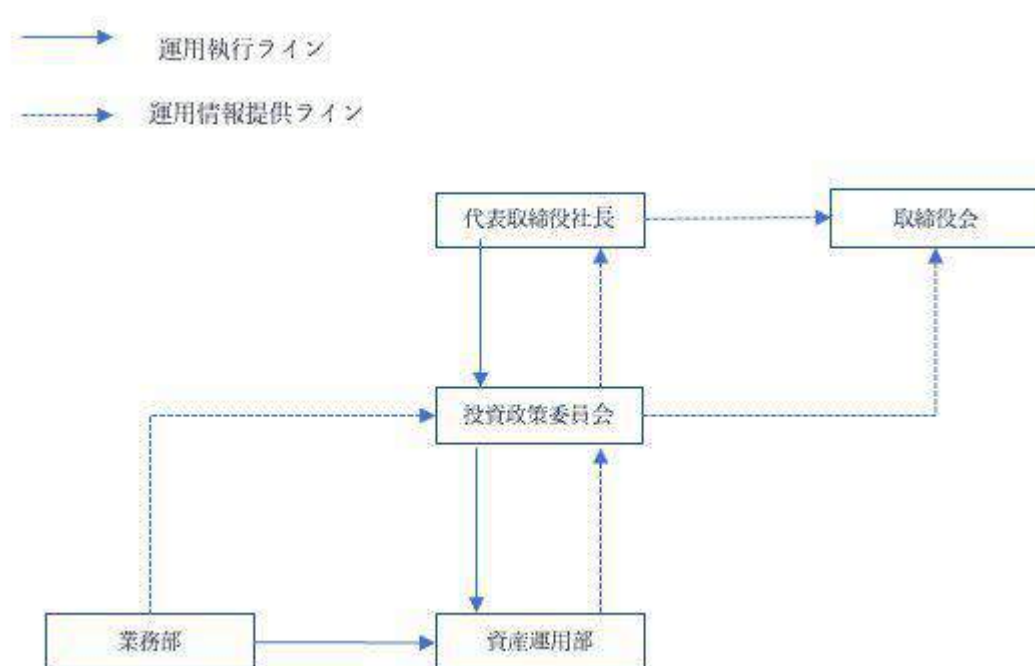 運用執行ライン
運用情報提供ライン
代表取締役社長
取締役会
投資政策委員会
業務部
資産運用部